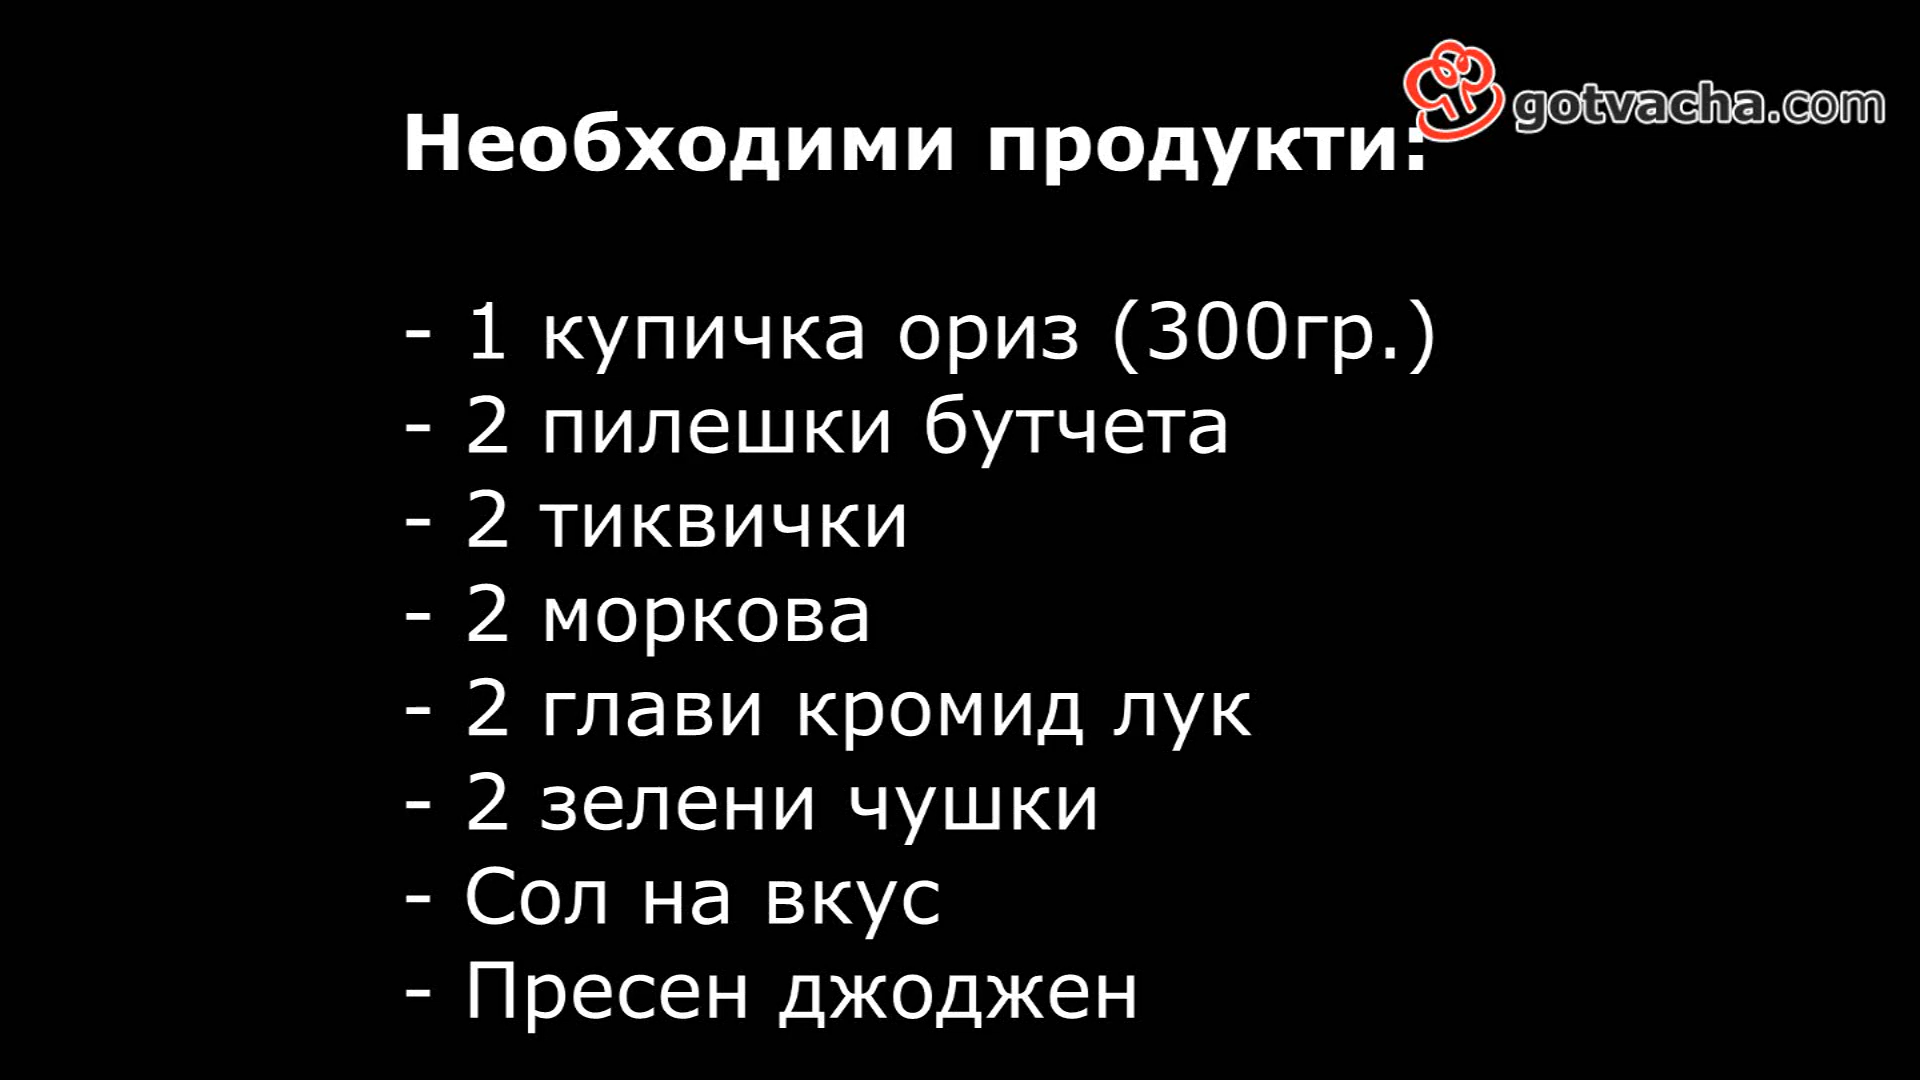 gotvacha.com
Необходими продукти:
- 1 купичка ориз (300гр.)
- 2 пилешки бутчета
- 2 тиквички
- 2 моркова
- 2 глави кромид лук
- 2 зелени чушки
- Сол на вкус
- Пресен джоджен